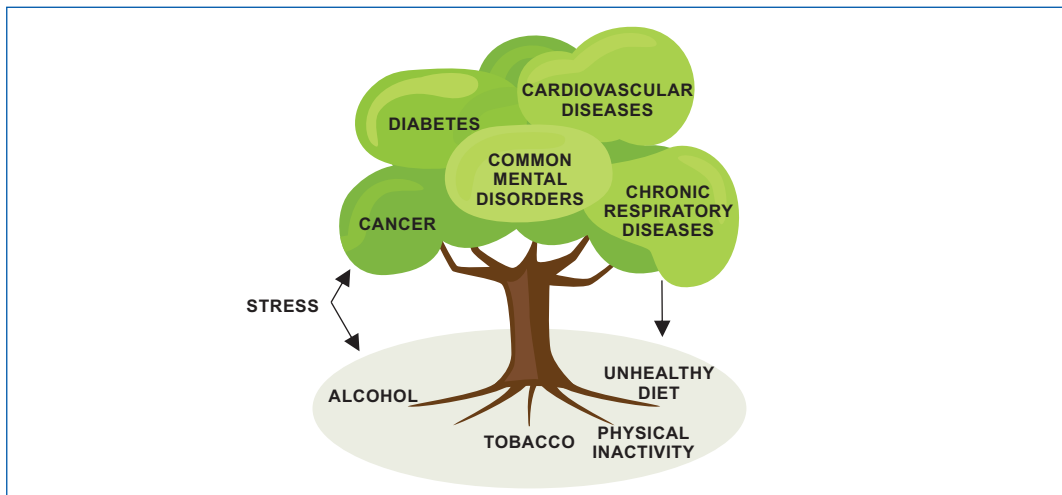 CARDIOVASCULAR
DISEASES
DIABETES
COMMON
MENTAL
DISORDERS
CHRONIC
RESPIRATORY
DISEASES
CANCER
STRESS
ALCOHOL
UNHEALTHY
DIET
TOBACCO
PHYSICAL
INACTIVITY